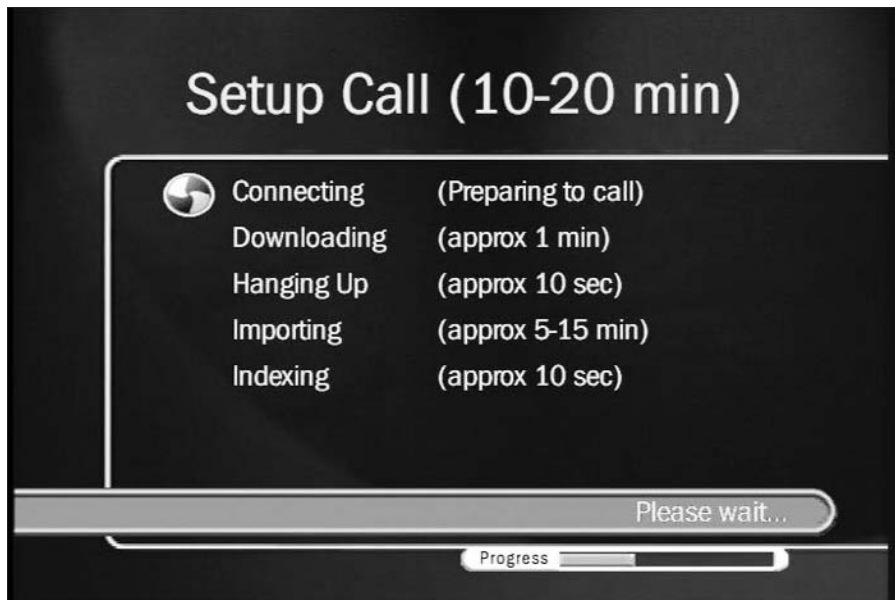 Setup Call (10-20 min)
Connecting (Preparing to call)
Downloading (approx 1 min)
Hanging Up (approx 10 sec)
Importing (approx 5-15 min)
Indexing (approx 10 sec)
Please wait...
Progress